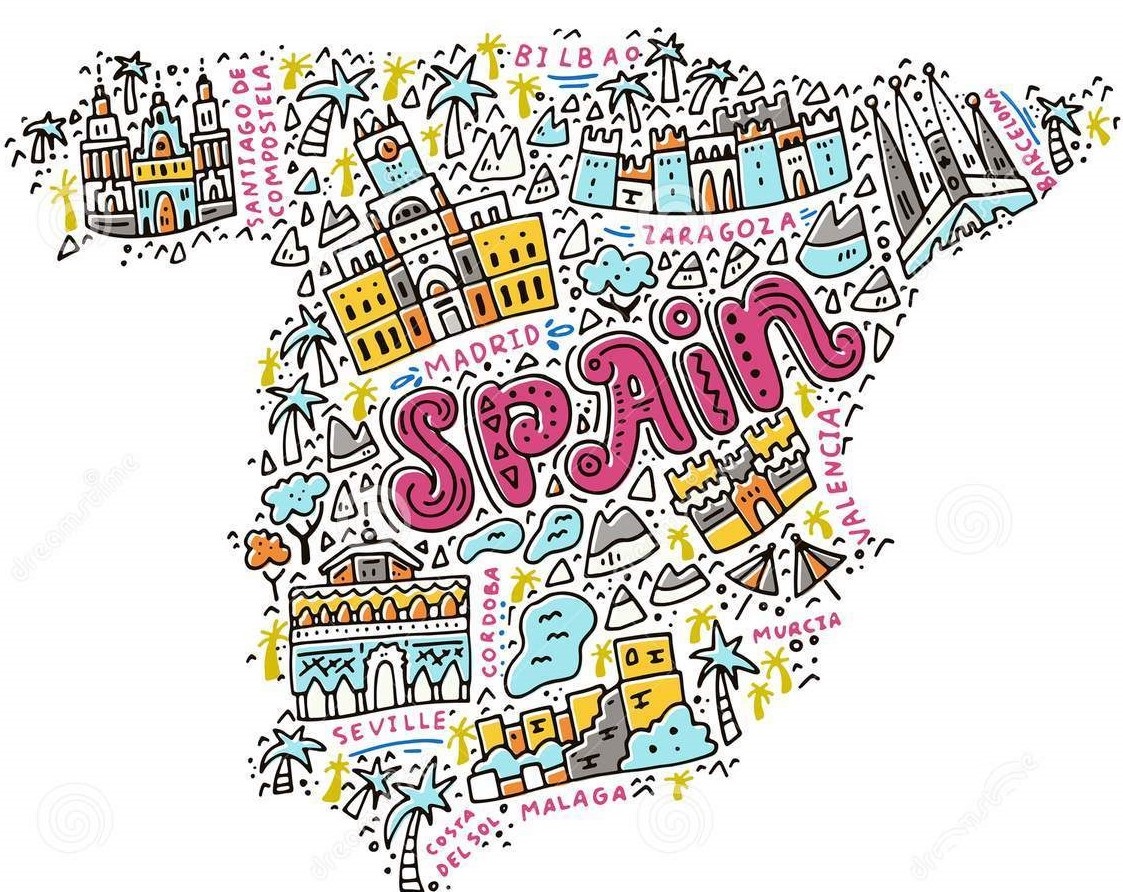 BILBAO
SANTIAGO DE
COMPOSTELA
BARCELONA
ZARAGOZA
MADRID
SPAIN
VALENCIA
CORDOBA
MURCIA
SEVILLE
MALAGA
COSTA
DEL SOL
dreamstime